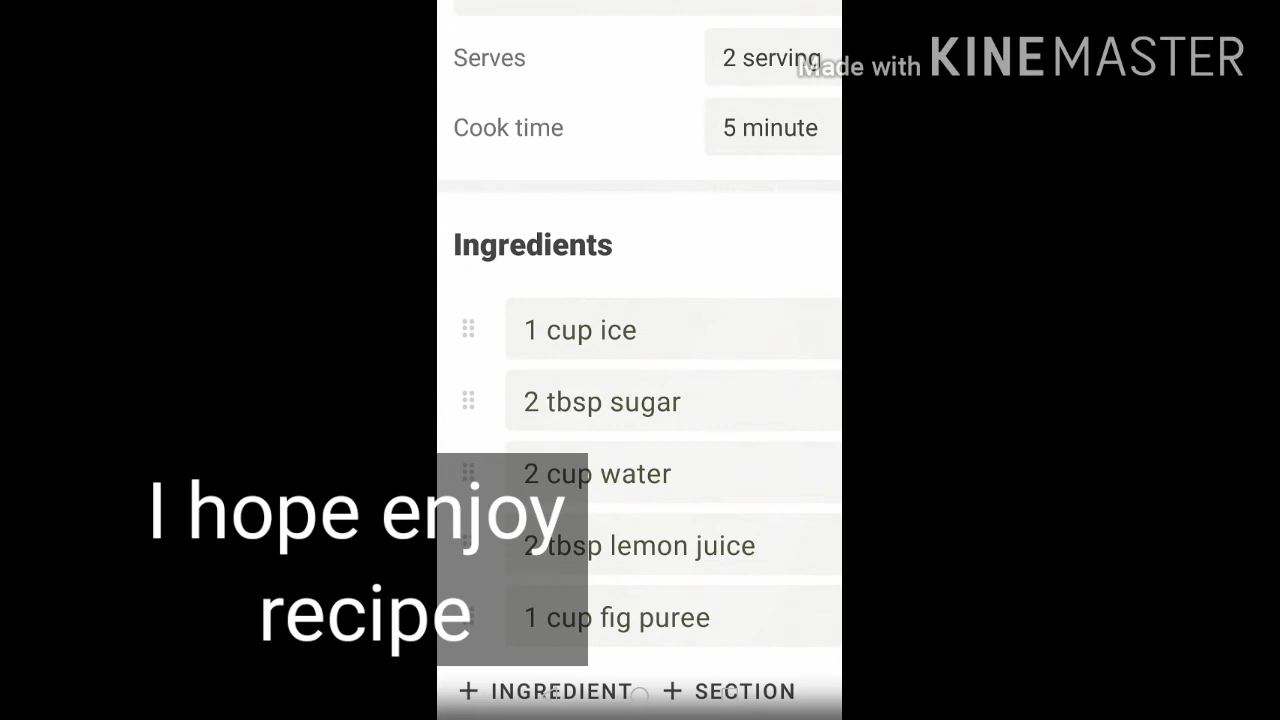 Serves
2 serving
Made with KINEMASTER
Cook time
5 minute
Ingredients
1 cup ice
2 tbsp sugar
2 cup water
2 tbsp lemon juice
1 cup fig puree
I hope enjoy
recipe
+ INGREDIENT + SECTION